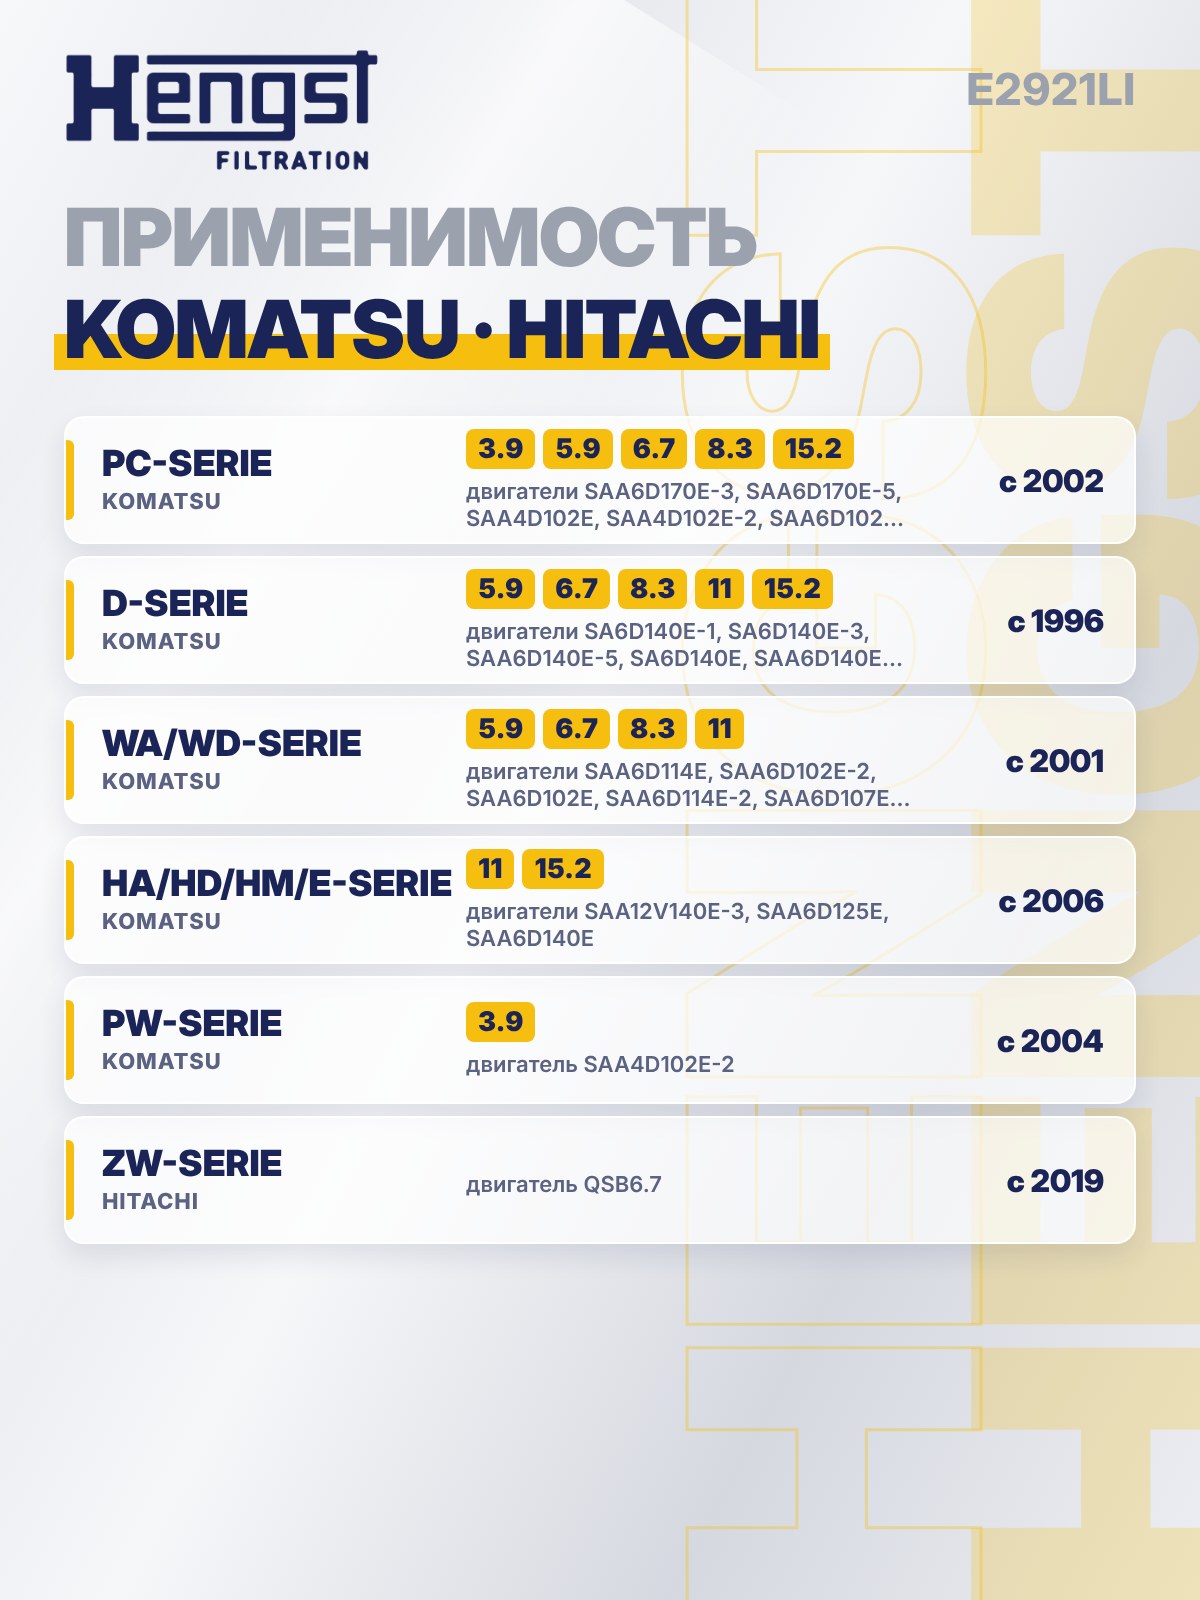 Hengst
FILTRATION
E2921LI
ПРИМЕНИМОСТЬ
KOMATSU · HITACHI
PC-SERIE
KOMATSU
3.9 5.9 6.7 8.3 15.2
двигатели SAA6D170E-3, SAA6D170E-5,
SAA4D102E, SAA4D102E-2, SAA6D102...
с 2002
D-SERIE
KOMATSU
5.9 6.7 8.3 11 15.2
двигатели SA6D140E-1, SA6D140E-3,
SAA6D140E-5, SA6D140E, SAA6D140E...
с 1996
WA/WD-SERIE
KOMATSU
5.9 6.7 8.3 11
двигатели SAA6D114E, SAA6D102E-2,
SAA6D102E, SAA6D114E-2, SAA6D107E...
с 2001
HA/HD/HM/E-SERIE
KOMATSU
11 15.2
двигатели SAA12V140E-3, SAA6D125E,
SAA6D140E
с 2006
PW-SERIE
KOMATSU
3.9
двигатель SAA4D102E-2
с 2004
ZW-SERIE
HITACHI
двигатель QSB6.7
с 2019
HENGST
HENGST